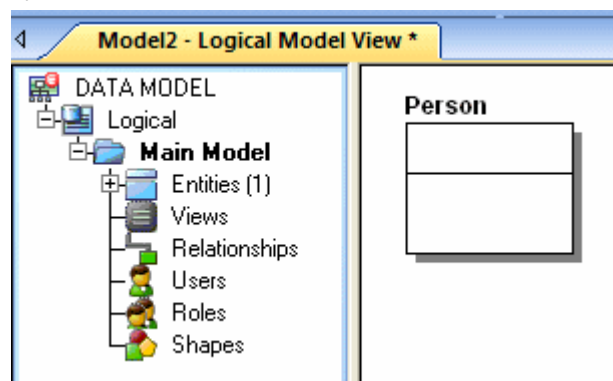 Model2 - Logical Model View *
DATA MODEL
Logical
Main Model
Entities (1)
Views
Relationships
Users
Roles
Shapes
Person